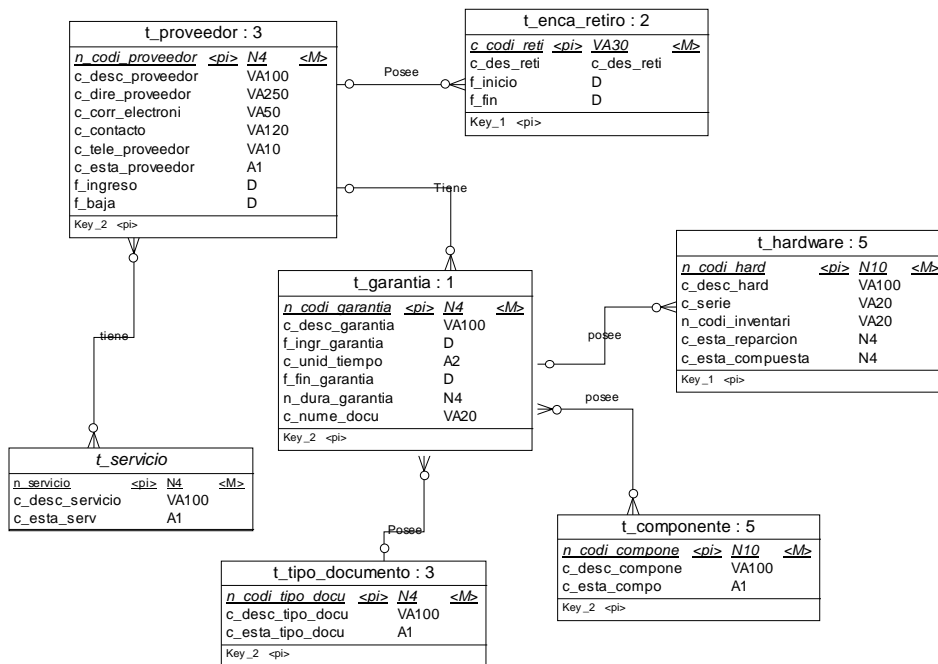 t_proveedor : 3
n_codi_proveedor <pi> N4 <M>
c_desc_proveedor VA100
c_dire_proveedor VA250
c_corr_electroni VA50
c_contacto VA120
c_tele_proveedor VA10
c_esta_proveedor A1
f_ingreso D
f_baja D
Key_2 <pi>
Posee
t_enca_retiro : 2
c_codi_reti <pi> VA30 <M>
c_des_reti c_des_reti
f_inicio D
f_fin D
Key_1 <pi>
Tiene
t_garantia : 1
n_codi_garantia <pi> N4 <M>
c_desc_garantia VA100
f_ingr_garantia D
c_unid_tiempo A2
f_fin_garantia D
n_dura_garantia N4
c_nume_docu VA20
Key_2 <pi>
t_hardware : 5
n_codi_hard <pi> N10 <M>
c_desc_hard VA100
c_serie VA20
n_codi_inventari VA20
c_esta_reparcion N4
c_esta_compuesta N4
Key_1 <pi>
posee
posee
tiene
t_servicio
n_servicio <pi> N4 <M>
c_desc_servicio VA100
c_esta_serv A1
Posee
t_tipo_documento : 3
n_codi_tipo_docu <pi> N4 <M>
c_desc_tipo_docu VA100
c_esta_tipo_docu A1
Key_2 <pi>
t_componente : 5
n_codi_compone <pi> N10 <M>
c_desc_compone VA100
c_esta_compo A1
Key_2 <pi>